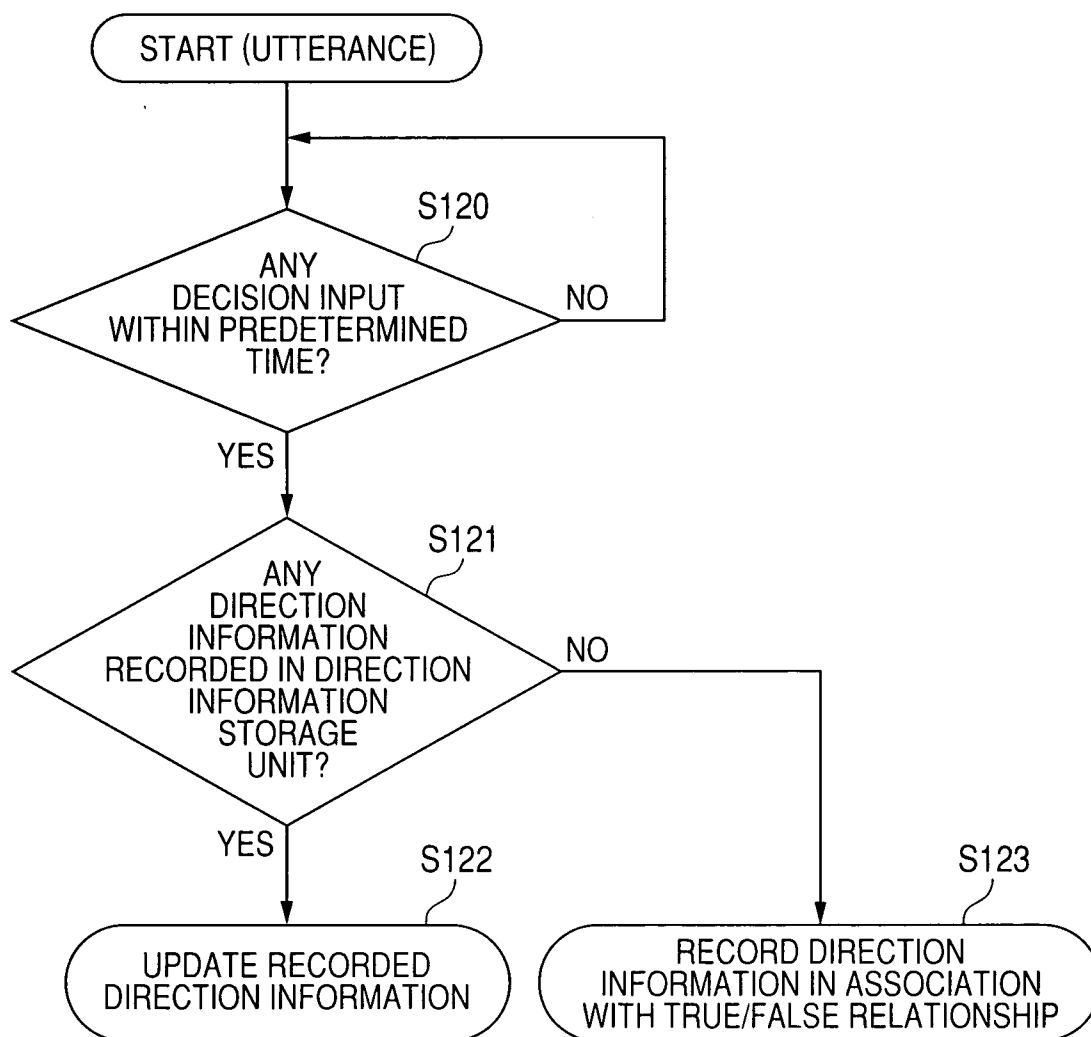 START (UTTERANCE)
S120
ANY
DECISION INPUT
WITHIN PREDETERMINED
TIME?
NO
YES
S121
ANY
DIRECTION
INFORMATION
RECORDED IN DIRECTION
INFORMATION
STORAGE
UNIT?
NO
YES
S122
UPDATE RECORDED
DIRECTION INFORMATION
S123
RECORD DIRECTION
INFORMATION IN ASSOCIATION
WITH TRUE/FALSE RELATIONSHIP